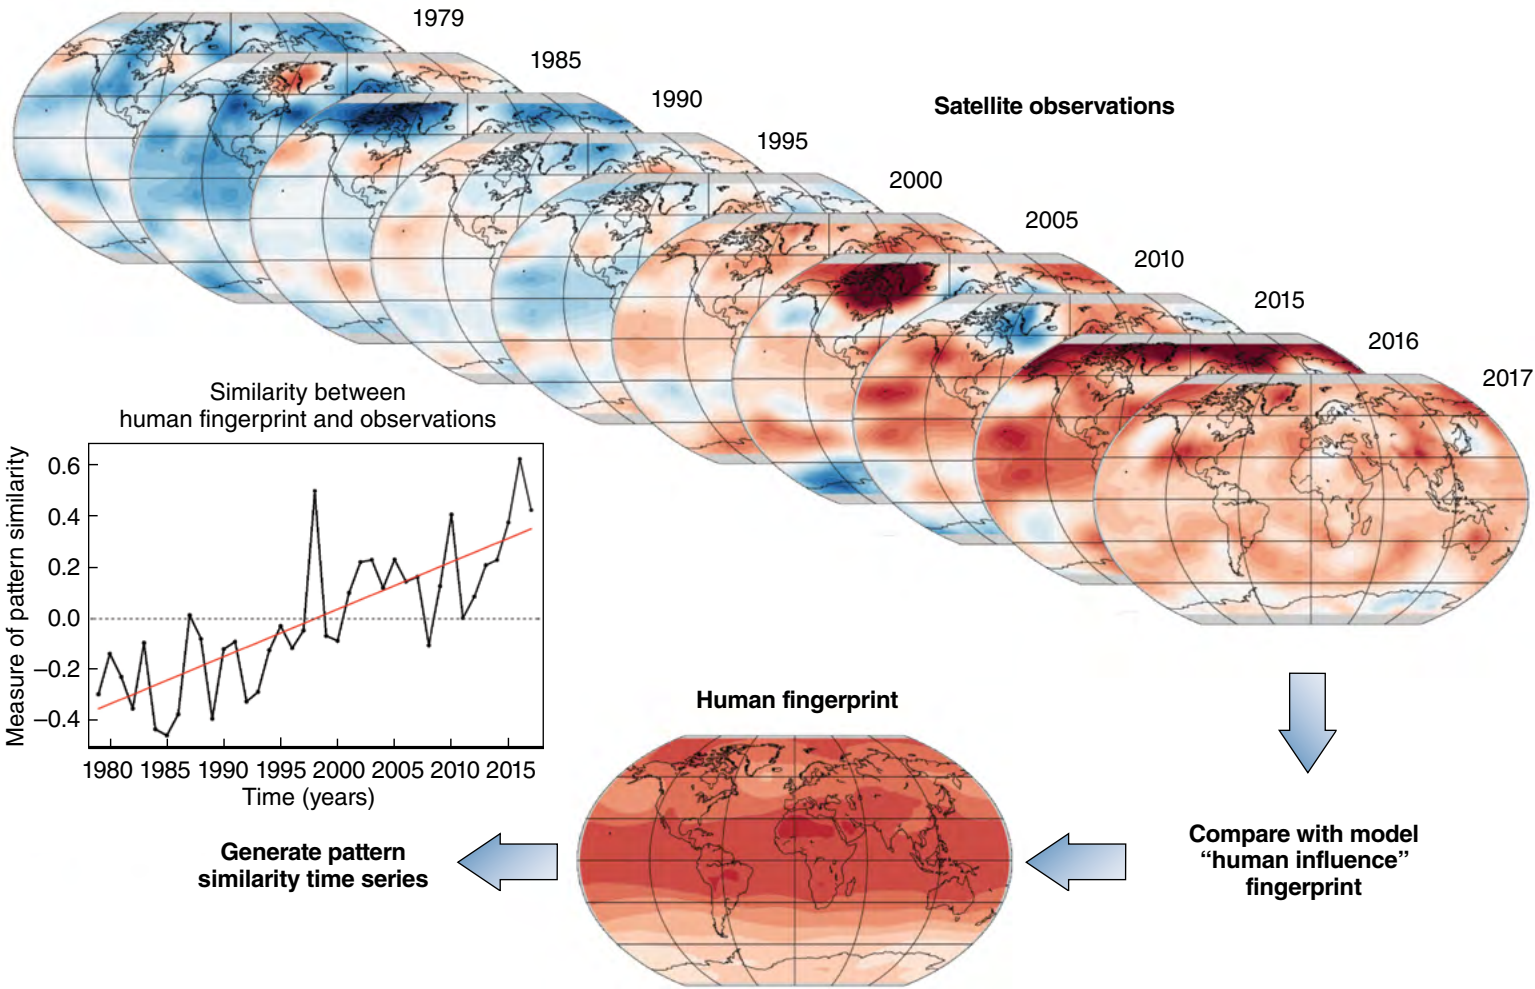 1979
1985
1990
1995
2000
2005
2010
2015
2016
2017
Satellite observations
Similarity between
human fingerprint and observations
Measure of pattern similarity
0.6
0.4
0.2
0.0
–0.2
–0.4
1980 1985 1990 1995 2000 2005 2010 2015
Time (years)
Human fingerprint
Compare with model
“human influence”
fingerprint
Generate pattern
similarity time series